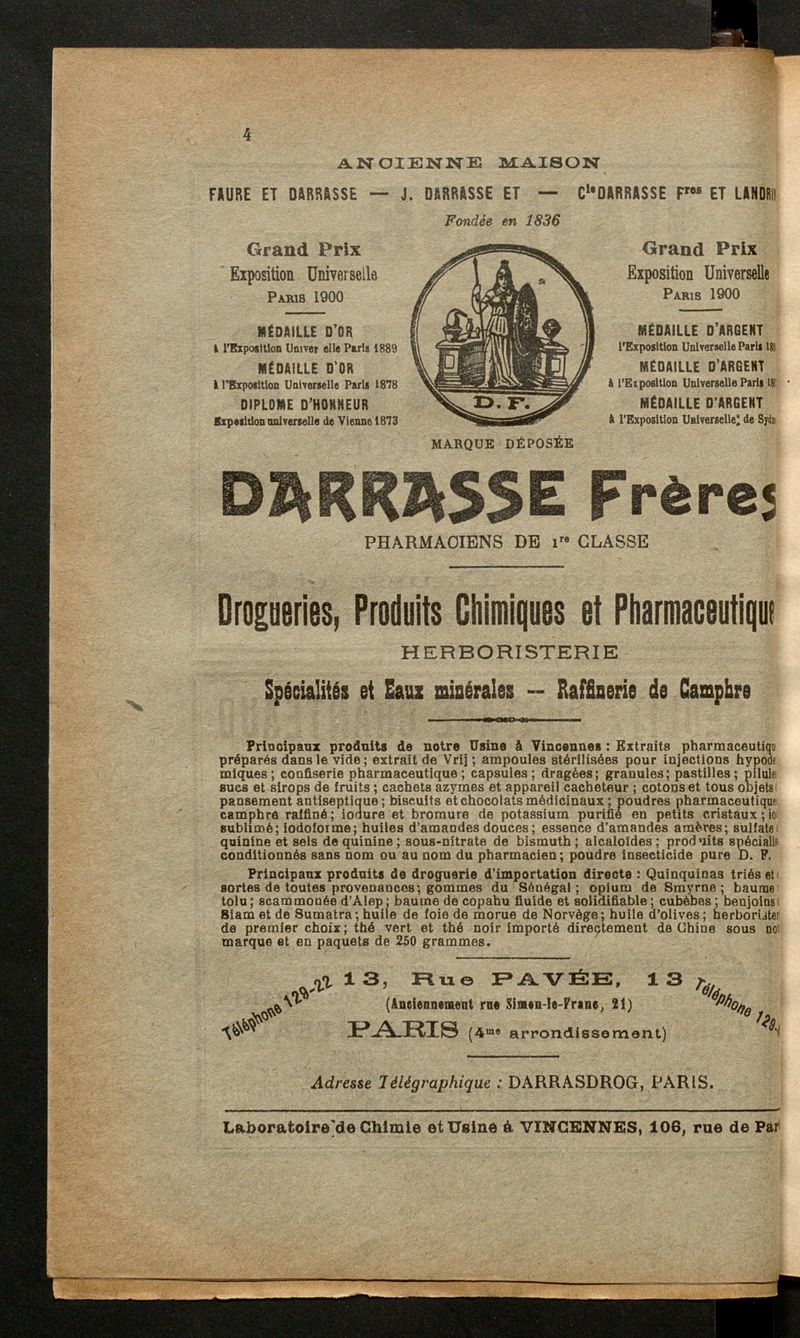 4
ANCIENNE MAISON
FAURE ET DARRASSE — J. DARRASSE ET — Cie DARRASSE Fres ET LANDRI
Fondée en 1836
Grand Prix
Exposition Universelle
PARIS 1900
MÉDAILLE D'OR
à l'Exposition Univer elle Paris 1889
MÉDAILLE D'OR
à l'Exposition Universelle Paris 1878
DIPLOME D'HONNEUR
Exposition universelle de Vienne 1873
D. F.
MARQUE DÉPOSÉE
Grand Prix
Exposition Universelle
PARIS 1900
MÉDAILLE D'ARGENT
l'Exposition Universelle Paris 18
MÉDAILLE D'ARGENT
à l'Exposition Universelle Paris 18
MÉDAILLE D'ARGENT
à l'Exposition Universelle de Syd
DARRASSE Frères
PHARMACIENS DE 1re CLASSE
Drogueries, Produits Chimiques et Pharmaceutique
HERBORISTERIE
Spécialités et Eaux minérales — Raffinerie de Camphre
Principaux produits de notre Usine à Vincennes : Extraits pharmaceutiqu
préparés dans le vide ; extrait de Vrij ; ampoules stérilisées pour injections hypode
miques ; confiserie pharmaceutique ; capsules ; dragées ; granules ; pastilles ; pilule
sucs et sirops de fruits ; cachets azymes et appareil cacheteur ; cotons et tous objets
pansement antiseptique ; biscuits et chocolats médicinaux ; poudres pharmaceutique
camphre raffiné ; iodure et bromure de potassium purifié en petits cristaux ; io
sublimé ; iodoforme ; huiles d'amandes douces ; essence d'amandes amères ; sulfate
quinine et sels de quinine ; sous-nitrate de bismuth ; alcaloïdes ; produits spécialis
conditionnés sans nom ou au nom du pharmacien ; poudre insecticide pure D. F.
Principaux produits de droguerie d'importation directe : Quinquinas triés et
sortes de toutes provenances ; gommes du Sénégal ; opium de Smyrne ; baume
tolu ; scammonée d'Alep ; baume de copahu fluide et solidifiable ; cubèbes ; benjoins
Siam et de Sumatra ; huile de foie de morue de Norvège ; huile d'olives ; herborister
de premier choix ; thé vert et thé noir importé directement de Chine sous no
marque et en paquets de 250 grammes.
Téléphone 129-22
13, Rue PAVÉE, 13
(Anciennement rue Simon-le-Franc, 21)
PARIS (4me arrondissement)
Téléphone 129-
Adresse Télégraphique : DARRASDROG, PARIS.
Laboratoire de Chimie et Usine à VINCENNES, 106, rue de Par